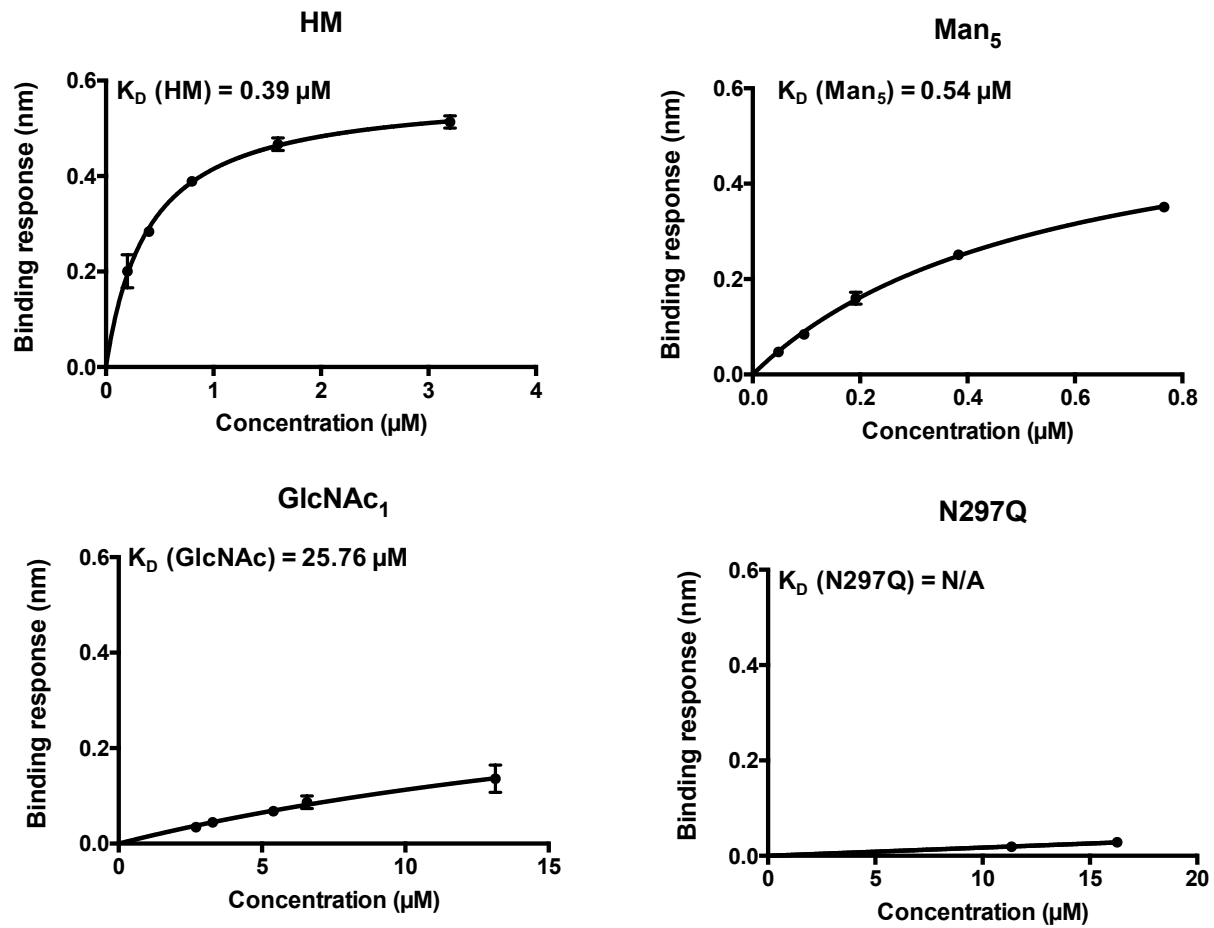 HM
K_D (HM) = 0.39 µM
Binding response (nm)
0.6
0.4
0.2
0.0
0 1 2 3 4
Concentration (µM)
Man₅
K_D (Man₅) = 0.54 µM
Binding response (nm)
0.6
0.4
0.2
0.0
0.0 0.2 0.4 0.6 0.8
Concentration (µM)
GlcNAc₁
K_D (GlcNAc) = 25.76 µM
Binding response (nm)
0.6
0.4
0.2
0.0
0 5 10 15
Concentration (µM)
N297Q
K_D (N297Q) = N/A
Binding response (nm)
0.6
0.4
0.2
0.0
0 5 10 15 20
Concentration (µM)